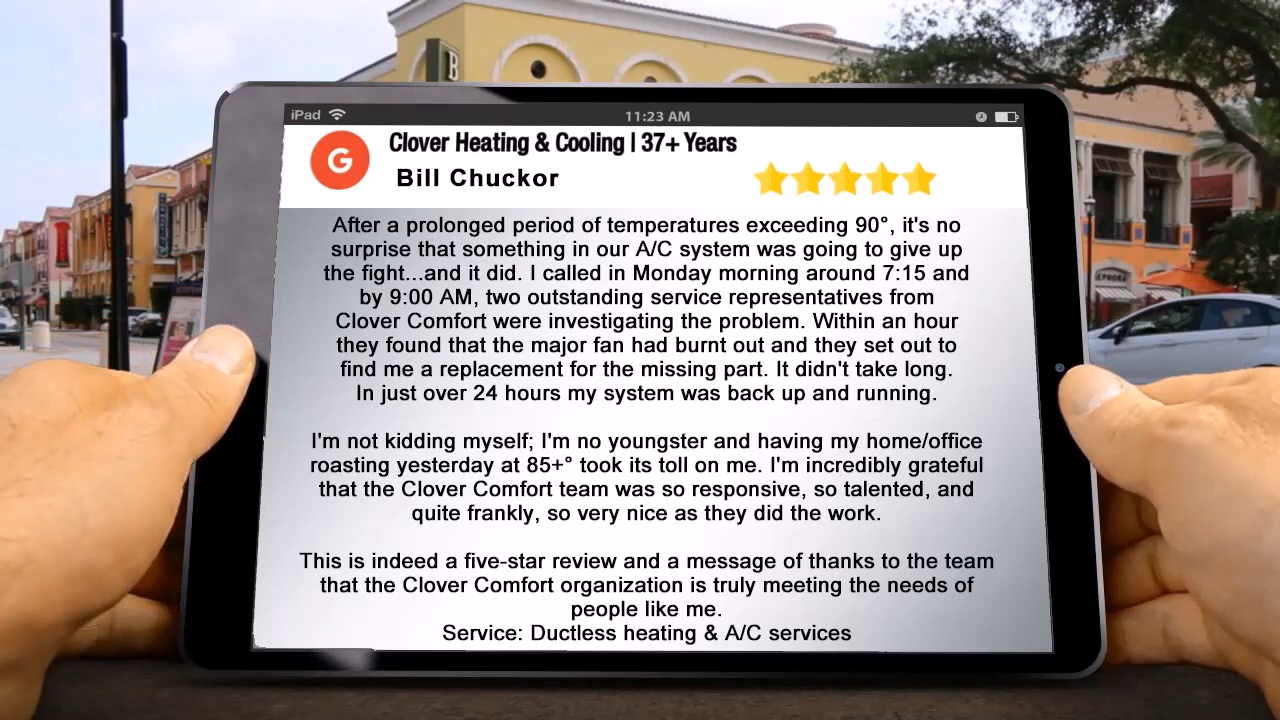 iPad 11:23 AM
G
Clover Heating & Cooling | 37+ Years
Bill Chuckor
After a prolonged period of temperatures exceeding 90°, it's no
surprise that something in our A/C system was going to give up
the fight...and it did. I called in Monday morning around 7:15 and
by 9:00 AM, two outstanding service representatives from
Clover Comfort were investigating the problem. Within an hour
they found that the major fan had burnt out and they set out to
find me a replacement for the missing part. It didn't take long.
In just over 24 hours my system was back up and running.
I'm not kidding myself; I'm no youngster and having my home/office
roasting yesterday at 85+° took its toll on me. I'm incredibly grateful
that the Clover Comfort team was so responsive, so talented, and
quite frankly, so very nice as they did the work.
This is indeed a five-star review and a message of thanks to the team
that the Clover Comfort organization is truly meeting the needs of
people like me.
Service: Ductless heating & A/C services
B
SEPHORA